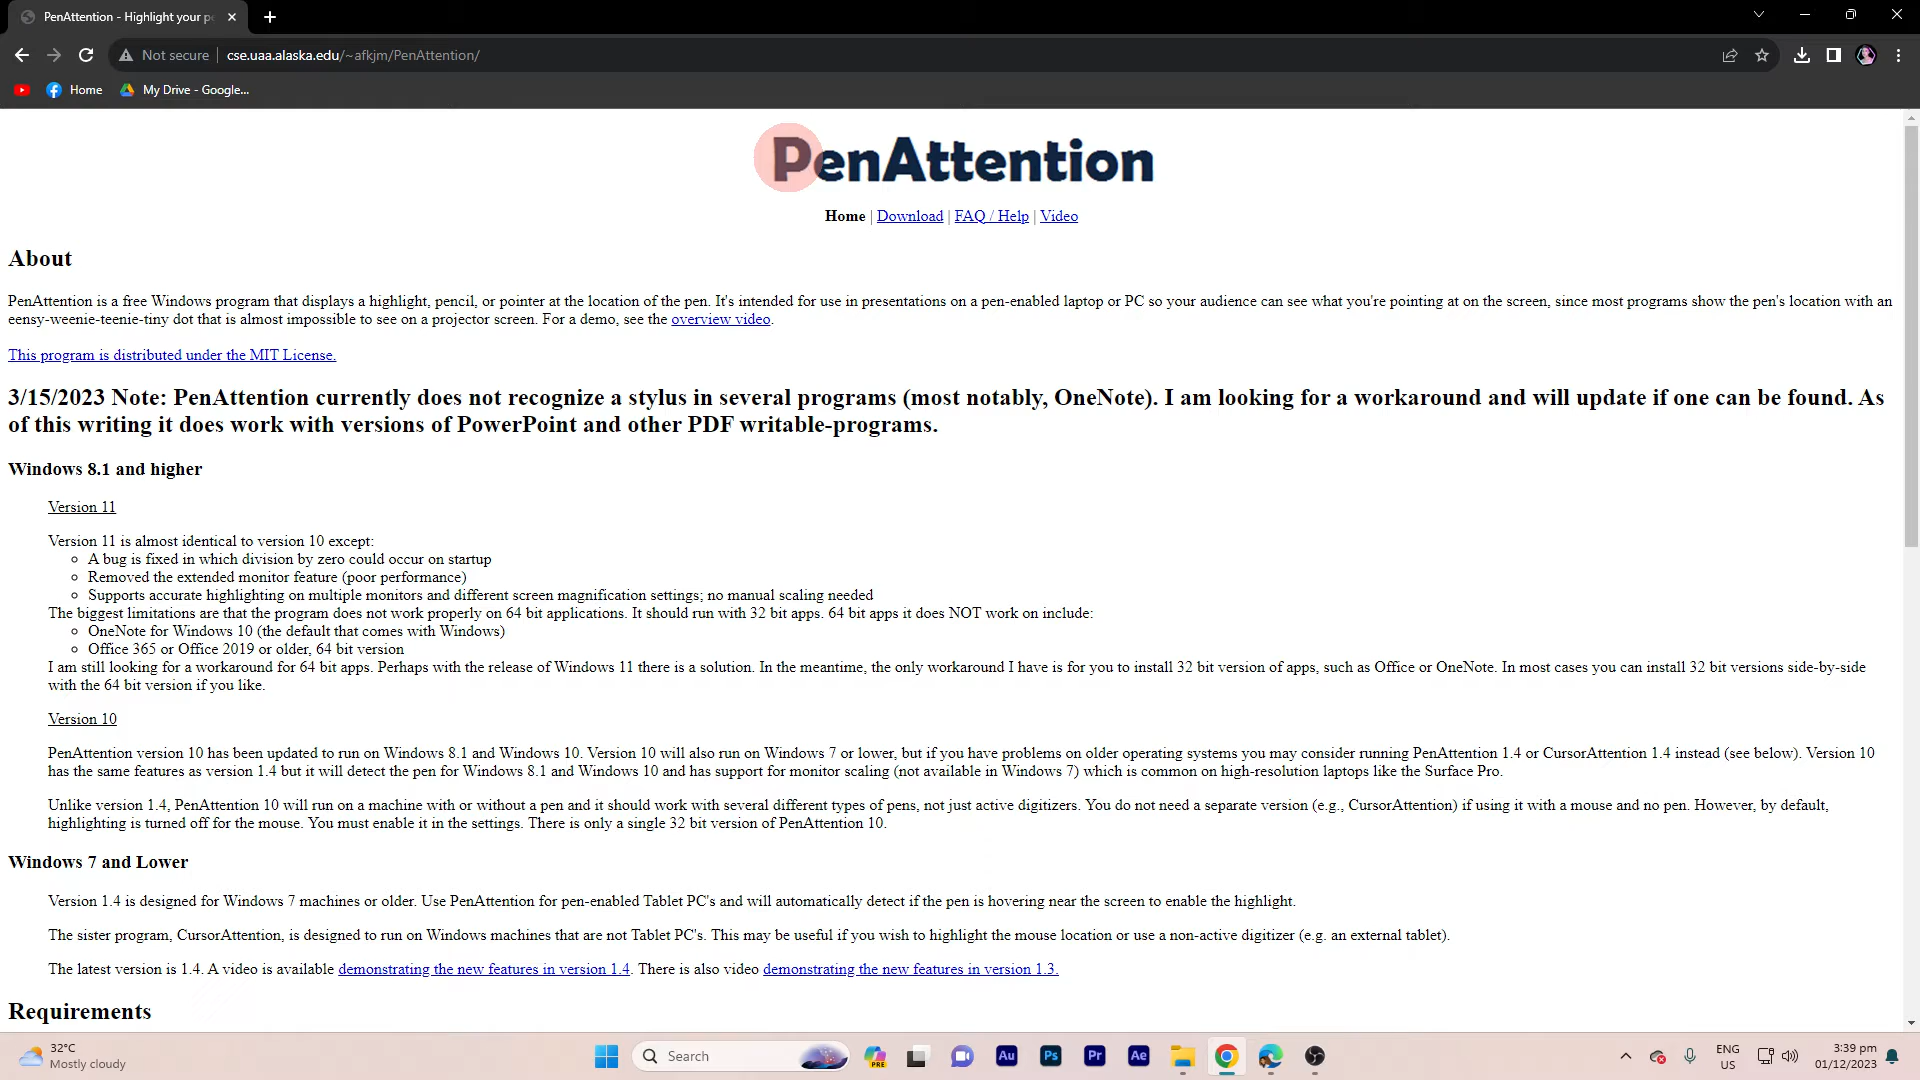 PenAttention - Highlight your p
Not secure cse.uaa.alaska.edu/~afkjm/PenAttention/
Home My Drive - Google...
PenAttention
Home | Download | FAQ / Help | Video
About
PenAttention is a free Windows program that displays a highlight, pencil, or pointer at the location of the pen. It's intended for use in presentations on a pen-enabled laptop or PC so your audience can see what you're pointing at on the screen, since most programs show the pen's location with an
eensy-weenie-teenie-tiny dot that is almost impossible to see on a projector screen. For a demo, see the overview video.
This program is distributed under the MIT License.
3/15/2023 Note: PenAttention currently does not recognize a stylus in several programs (most notably, OneNote). I am looking for a workaround and will update if one can be found. As
of this writing it does work with versions of PowerPoint and other PDF writable-programs.
Windows 8.1 and higher
Version 11
Version 11 is almost identical to version 10 except:
A bug is fixed in which division by zero could occur on startup
Removed the extended monitor feature (poor performance)
Supports accurate highlighting on multiple monitors and different screen magnification settings; no manual scaling needed
The biggest limitations are that the program does not work properly on 64 bit applications. It should run with 32 bit apps. 64 bit apps it does NOT work on include:
OneNote for Windows 10 (the default that comes with Windows)
Office 365 or Office 2019 or older, 64 bit version
I am still looking for a workaround for 64 bit apps. Perhaps with the release of Windows 11 there is a solution. In the meantime, the only workaround I have is for you to install 32 bit version of apps, such as Office or OneNote. In most cases you can install 32 bit versions side-by-side
with the 64 bit version if you like.
Version 10
PenAttention version 10 has been updated to run on Windows 8.1 and Windows 10. Version 10 will also run on Windows 7 or lower, but if you have problems on older operating systems you may consider running PenAttention 1.4 or CursorAttention 1.4 instead (see below). Version 10
has the same features as version 1.4 but it will detect the pen for Windows 8.1 and Windows 10 and has support for monitor scaling (not available in Windows 7) which is common on high-resolution laptops like the Surface Pro.
Unlike version 1.4, PenAttention 10 will run on a machine with or without a pen and it should work with several different types of pens, not just active digitizers. You do not need a separate version (e.g., CursorAttention) if using it with a mouse and no pen. However, by default,
highlighting is turned off for the mouse. You must enable it in the settings. There is only a single 32 bit version of PenAttention 10.
Windows 7 and Lower
Version 1.4 is designed for Windows 7 machines or older. Use PenAttention for pen-enabled Tablet PC's and will automatically detect if the pen is hovering near the screen to enable the highlight.
The sister program, CursorAttention, is designed to run on Windows machines that are not Tablet PC's. This may be useful if you wish to highlight the mouse location or use a non-active digitizer (e.g. an external tablet).
The latest version is 1.4. A video is available demonstrating the new features in version 1.4. There is also video demonstrating the new features in version 1.3.
Requirements
32°C
Mostly cloudy
Search
PRE
Au
Ps
Pr
Ae
ENG
US
3:39 pm
01/12/2023